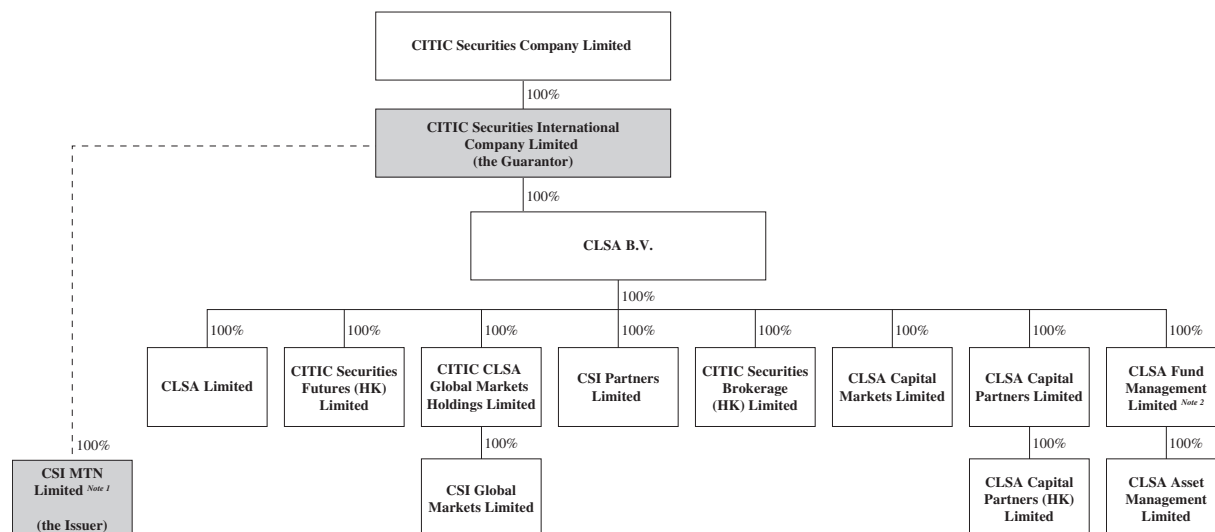 CITIC Securities Company Limited
100%
CITIC Securities International
Company Limited
(the Guarantor)
100%
CLSA B.V.
100%
100%
100%
100%
100%
100%
100%
100%
100%
CLSA Limited
CITIC Securities
Futures (HK)
Limited
CITIC CLSA
Global Markets
Holdings Limited
CSI Partners
Limited
CITIC Securities
Brokerage
(HK) Limited
CLSA Capital
Markets Limited
CLSA Capital
Partners Limited
CLSA Fund
Management
Limited Note 2
100%
100%
100%
100%
CSI MTN
Limited Note 1
(the Issuer)
CSI Global
Markets Limited
CLSA Capital
Partners (HK)
Limited
CLSA Asset
Management
Limited